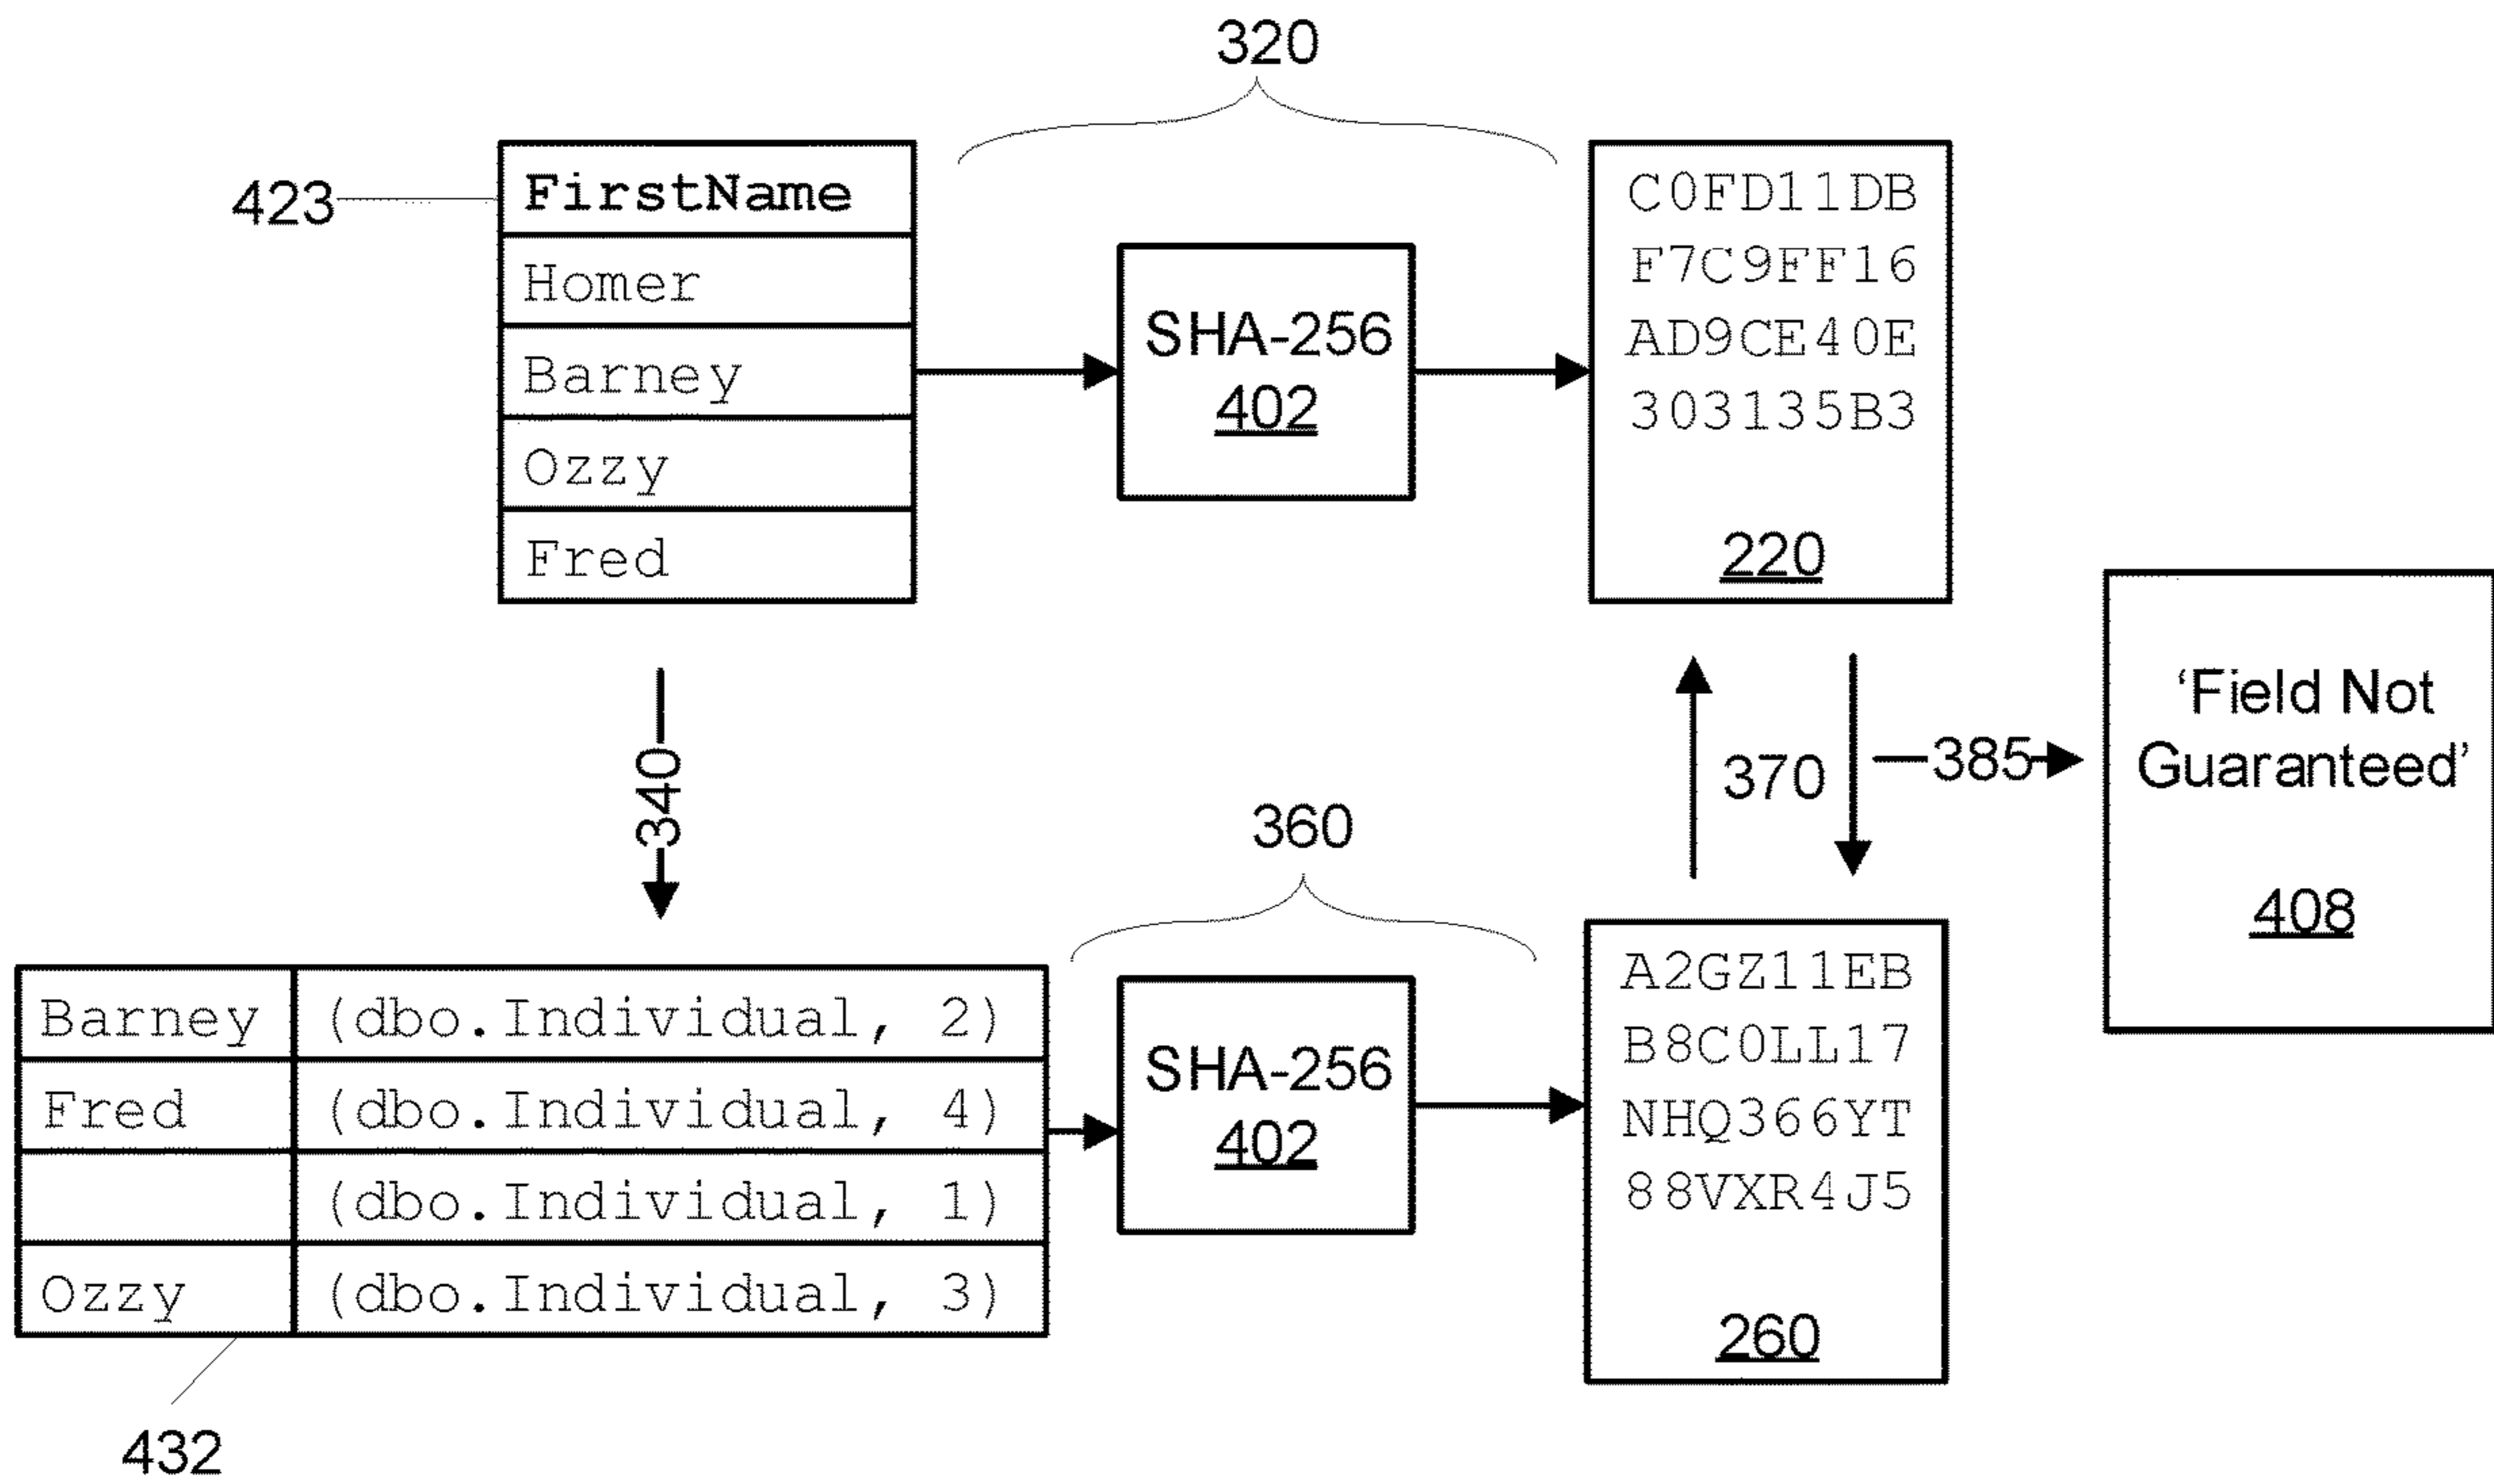 320
423
FirstName
Homer
Barney
Ozzy
Fred
SHA-256
402
C0FD11DB
F7C9FF16
AD9CE40E
303135B3
220
340
370
385
'Field Not
Guaranteed'
408
360
Barney (dbo.Individual, 2)
Fred (dbo.Individual, 4)
(dbo.Individual, 1)
Ozzy (dbo.Individual, 3)
432
SHA-256
402
A2GZ11EB
B8C0LL17
NHQ366YT
88VXR4J5
260